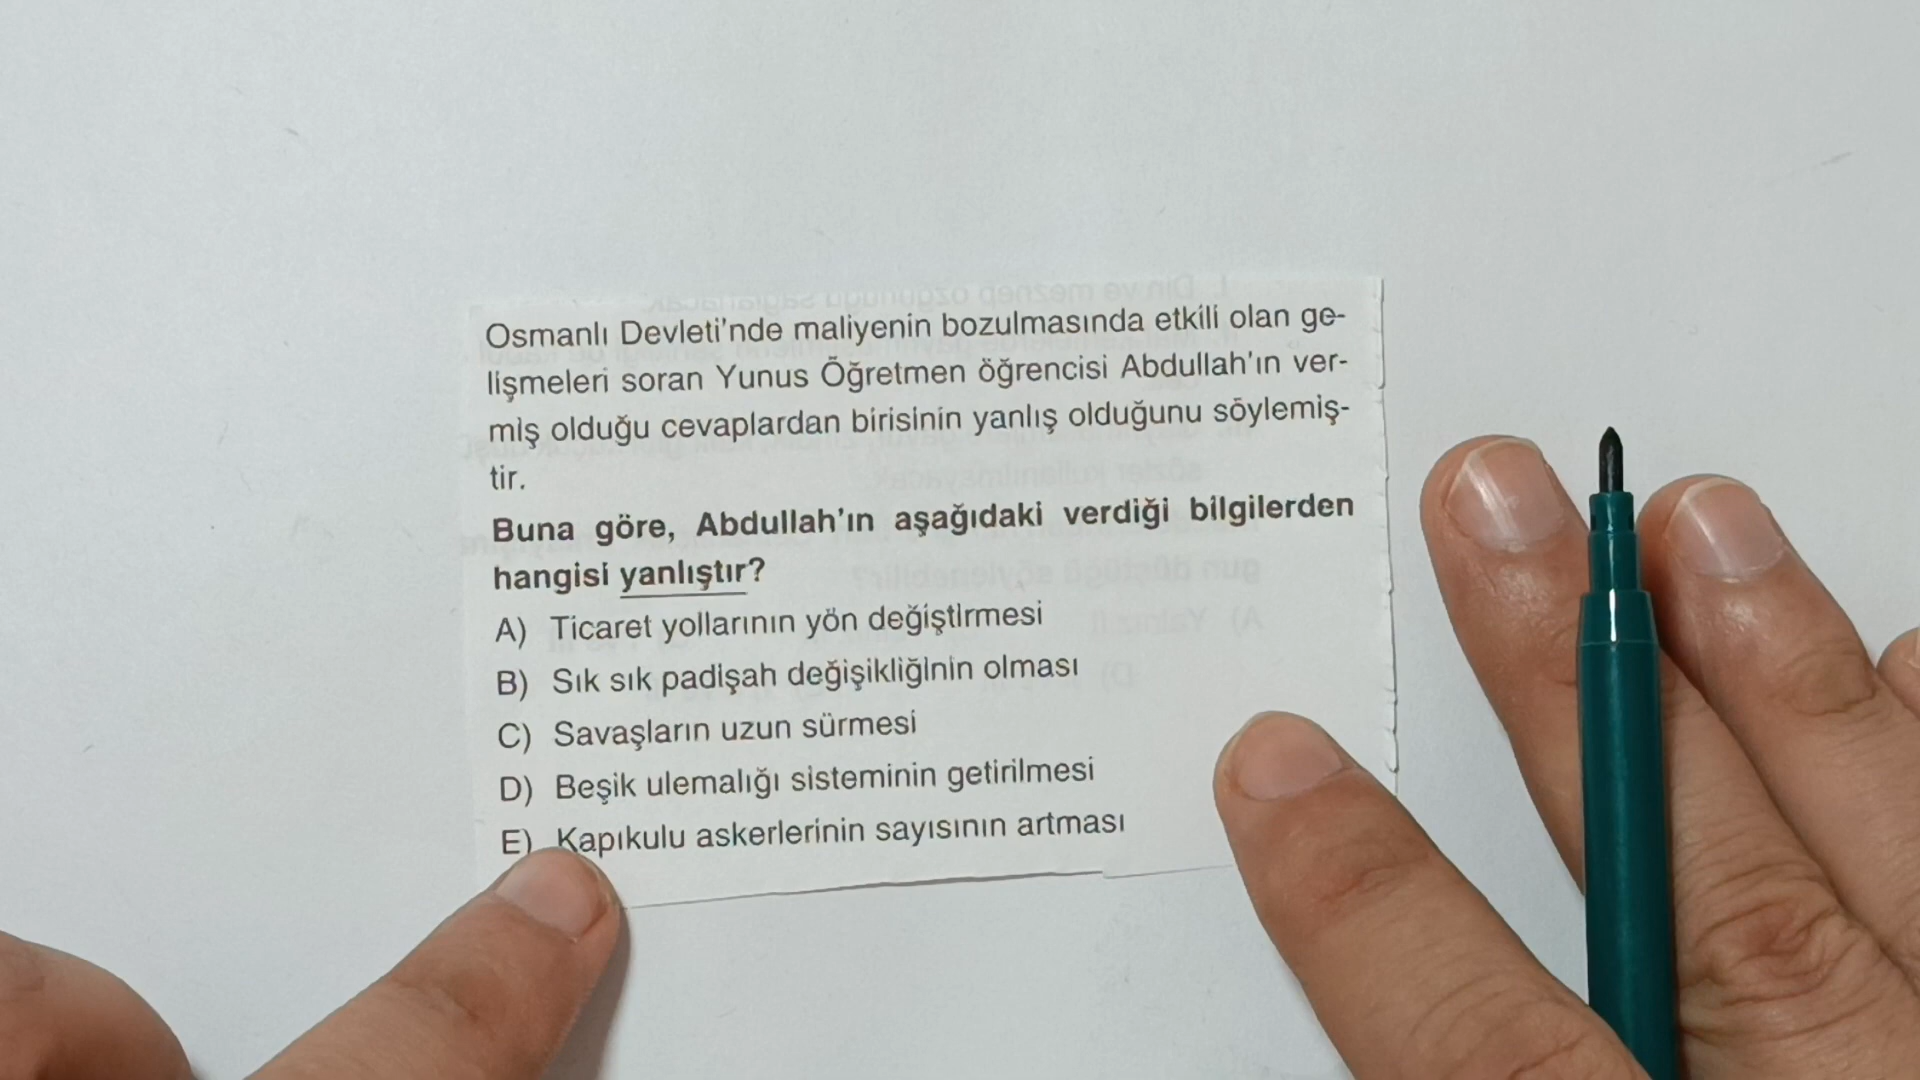 Osmanlı Devleti'nde maliyenin bozulmasında etkili olan ge-
lişmeleri soran Yunus Öğretmen öğrencisi Abdullah'ın ver-
miş olduğu cevaplardan birisinin yanlış olduğunu söylemiş-
tir.
Buna göre, Abdullah'ın aşağıdaki verdiği bilgilerden
hangisi yanlıştır?
A) Ticaret yollarının yön değiştirmesi
B) Sık sık padişah değişikliğinin olması
C) Savaşların uzun sürmesi
D) Beşik ulemalığı sisteminin getirilmesi
E) Kapıkulu askerlerinin sayısının artması